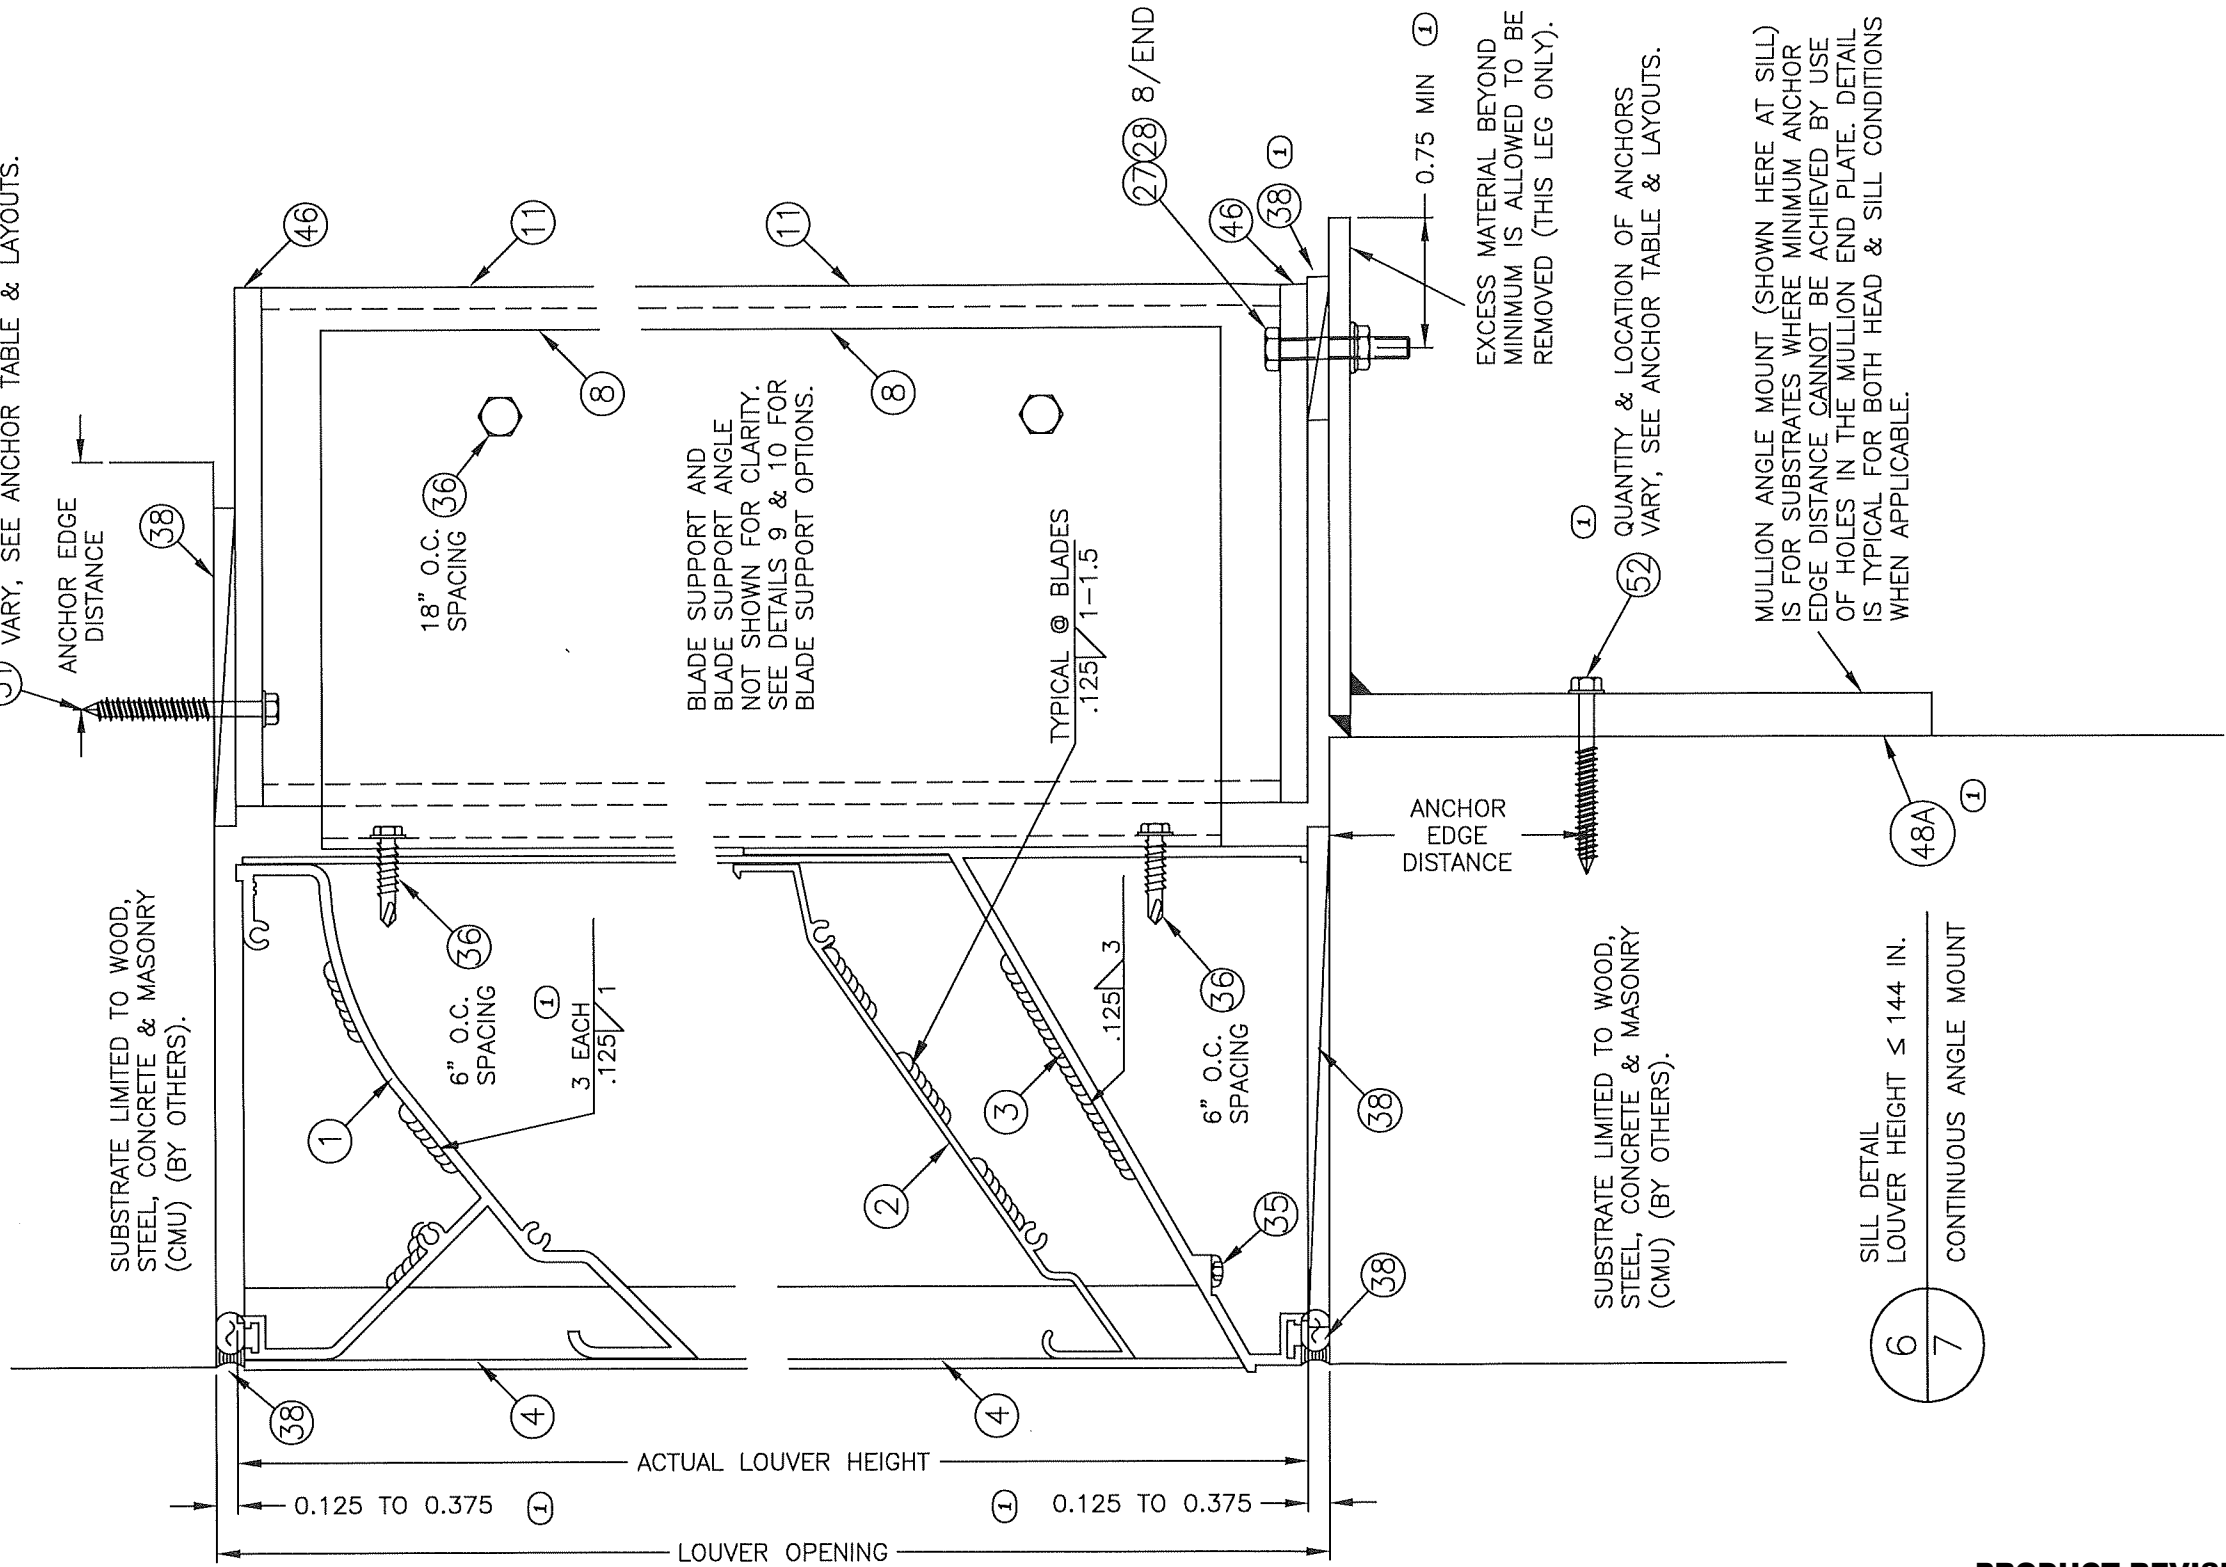 51 VARY, SEE ANCHOR TABLE & LAYOUTS.
ANCHOR EDGE
DISTANCE
38
46
11
11
8
8
18" O.C.
SPACING
36
SUBSTRATE LIMITED TO WOOD,
STEEL, CONCRETE & MASONRY
(CMU) (BY OTHERS).
1
36
6" O.C.
SPACING
1
3 EACH
.125 1
BLADE SUPPORT AND
BLADE SUPPORT ANGLE
NOT SHOWN FOR CLARITY.
SEE DETAILS 9 & 10 FOR
BLADE SUPPORT OPTIONS.
TYPICAL @ BLADES
.125 1-1.5
2
3
.125 3
6" O.C.
SPACING
36
35
38
38
38
4
4
27 28 8/END
46
38 1
0.75 MIN 1
EXCESS MATERIAL BEYOND
MINIMUM IS ALLOWED TO BE
REMOVED (THIS LEG ONLY).
1
52 QUANTITY & LOCATION OF ANCHORS
VARY, SEE ANCHOR TABLE & LAYOUTS.
MULLION ANGLE MOUNT (SHOWN HERE AT SILL)
IS FOR SUBSTRATES WHERE MINIMUM ANCHOR
EDGE DISTANCE CANNOT BE ACHIEVED BY USE
OF HOLES IN THE MULLION END PLATE. DETAIL
IS TYPICAL FOR BOTH HEAD & SILL CONDITIONS
WHEN APPLICABLE.
ANCHOR
EDGE
DISTANCE
48A
1
SUBSTRATE LIMITED TO WOOD,
STEEL, CONCRETE & MASONRY
(CMU) (BY OTHERS).
ACTUAL LOUVER HEIGHT
0.125 TO 0.375 1
1 0.125 TO 0.375
LOUVER OPENING
6
7
SILL DETAIL
LOUVER HEIGHT ≤ 144 IN.
CONTINUOUS ANGLE MOUNT